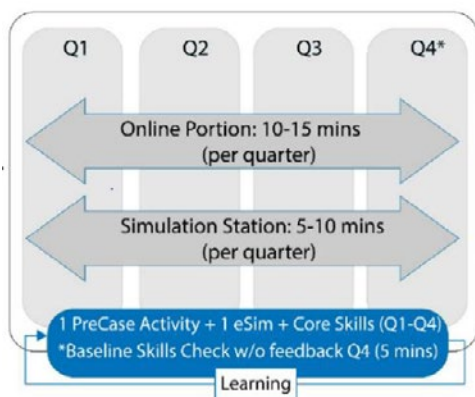 Q1 Q2 Q3 Q4*
Online Portion: 10-15 mins
(per quarter)
Simulation Station: 5-10 mins
(per quarter)
1 PreCase Activity + 1 eSim + Core Skills (Q1-Q4)
*Baseline Skills Check w/o feedback Q4 (5 mins)
Learning